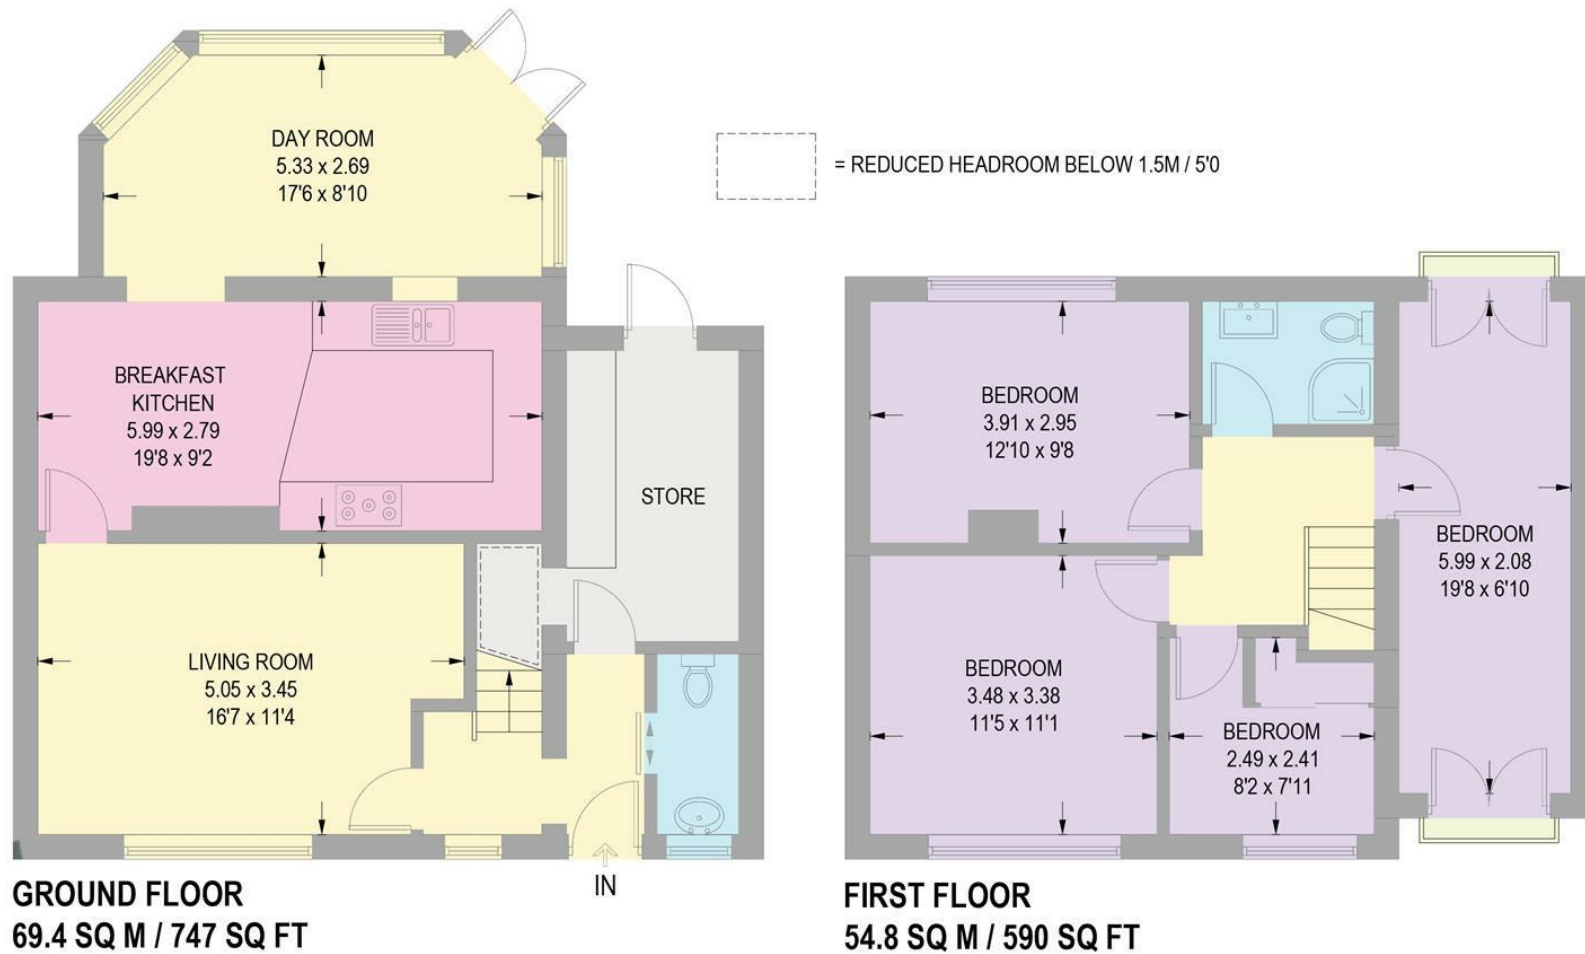 DAY ROOM
5.33 x 2.69
17'6 x 8'10
= REDUCED HEADROOM BELOW 1.5M / 5'0
BREAKFAST
KITCHEN
5.99 x 2.79
19'8 x 9'2
STORE
LIVING ROOM
5.05 x 3.45
16'7 x 11'4
IN
GROUND FLOOR
69.4 SQ M / 747 SQ FT
BEDROOM
3.91 x 2.95
12'10 x 9'8
BEDROOM
5.99 x 2.08
19'8 x 6'10
BEDROOM
3.48 x 3.38
11'5 x 11'1
BEDROOM
2.49 x 2.41
8'2 x 7'11
FIRST FLOOR
54.8 SQ M / 590 SQ FT